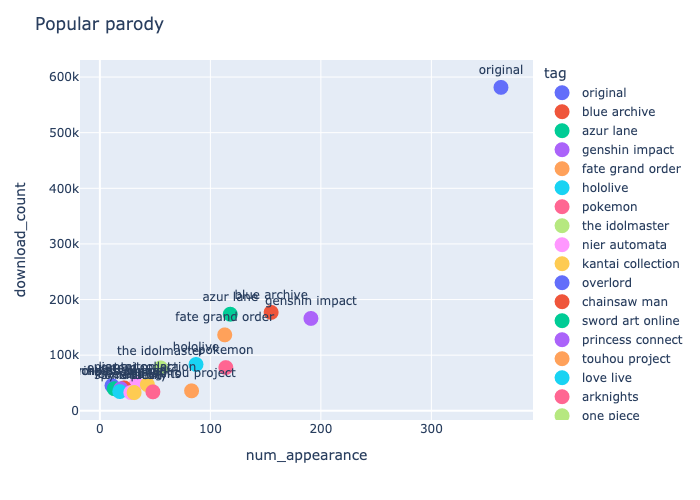 Popular parody
original
tag
600k
500k
400k
300k
200k
100k
0
download_count
azur lane
blue archive
genshin impact
fate grand order
hololive
pokemon
the idolmaster
touhou project
0
100
200
300
num_appearance
original
blue archive
azur lane
genshin impact
fate grand order
hololive
pokemon
the idolmaster
nier automata
kantai collection
overlord
chainsaw man
sword art online
princess connect
touhou project
love live
arknights
one piece